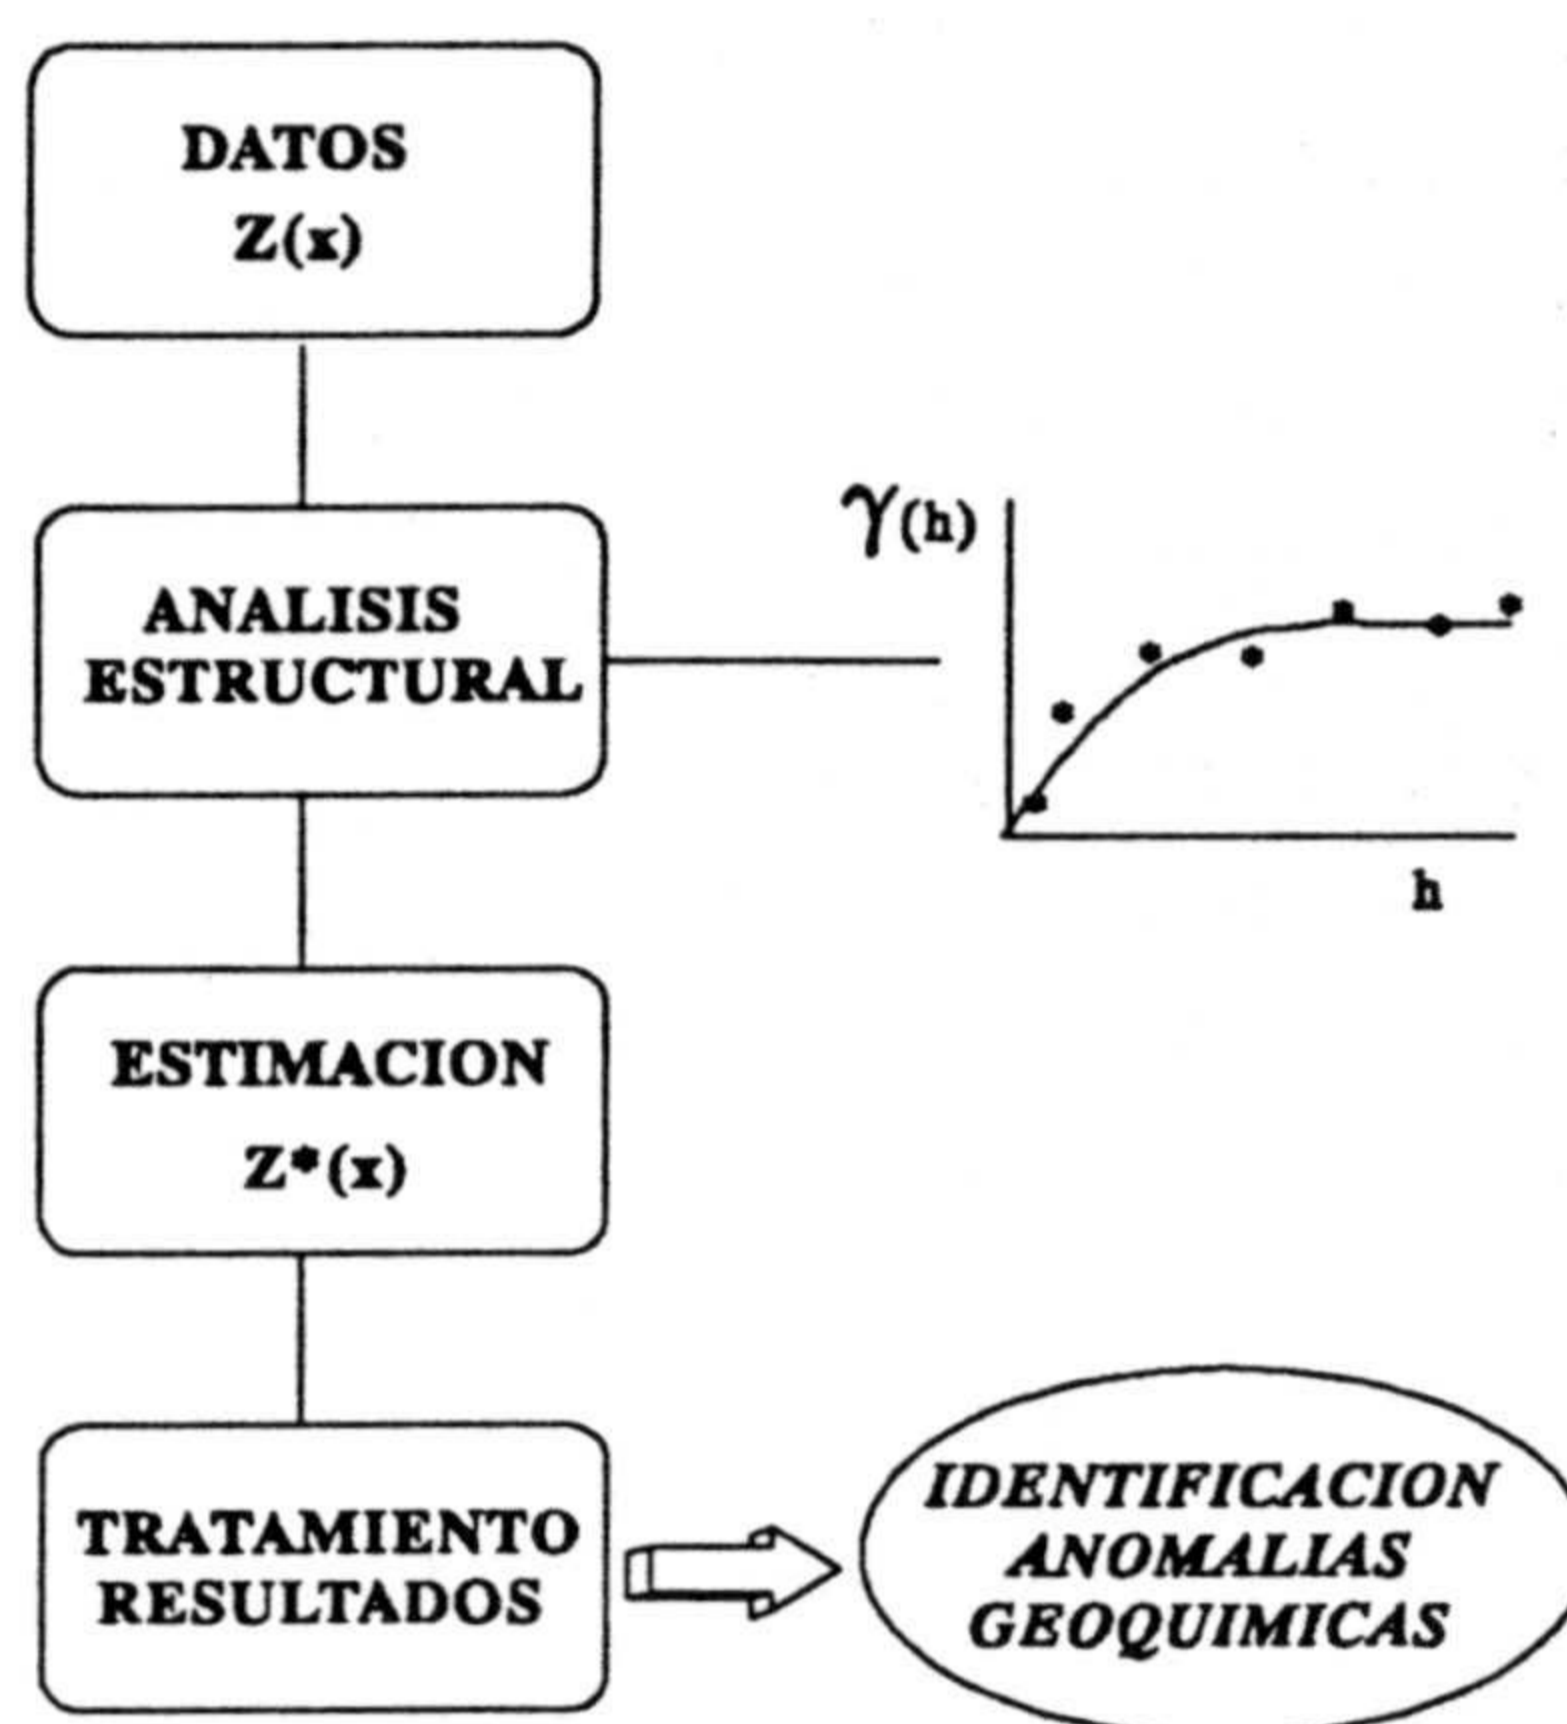 DATOS
Z(x)
ANALISIS
ESTRUCTURAL
γ(h)
h
ESTIMACION
Z*(x)
TRATAMIENTO
RESULTADOS
IDENTIFICACION
ANOMALIAS
GEOQUIMICAS